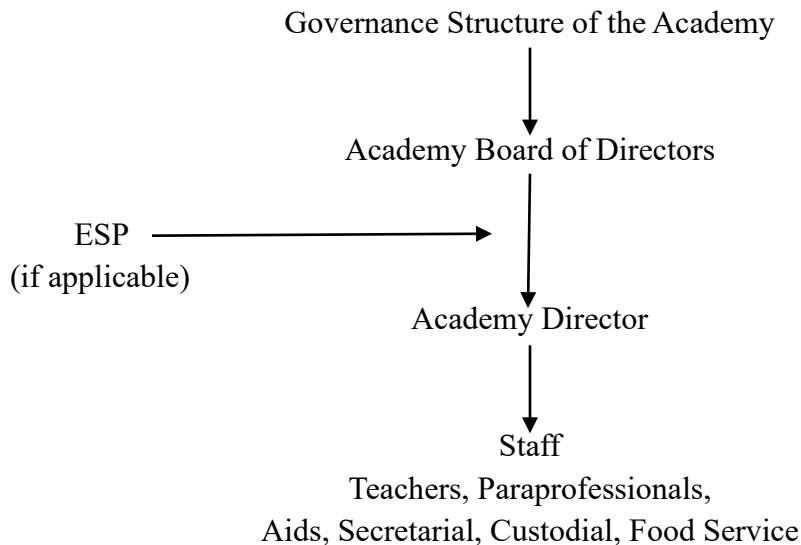 Governance Structure of the Academy
Academy Board of Directors
ESP
(if applicable)
Academy Director
Staff
Teachers, Paraprofessionals,
Aids, Secretarial, Custodial, Food Service